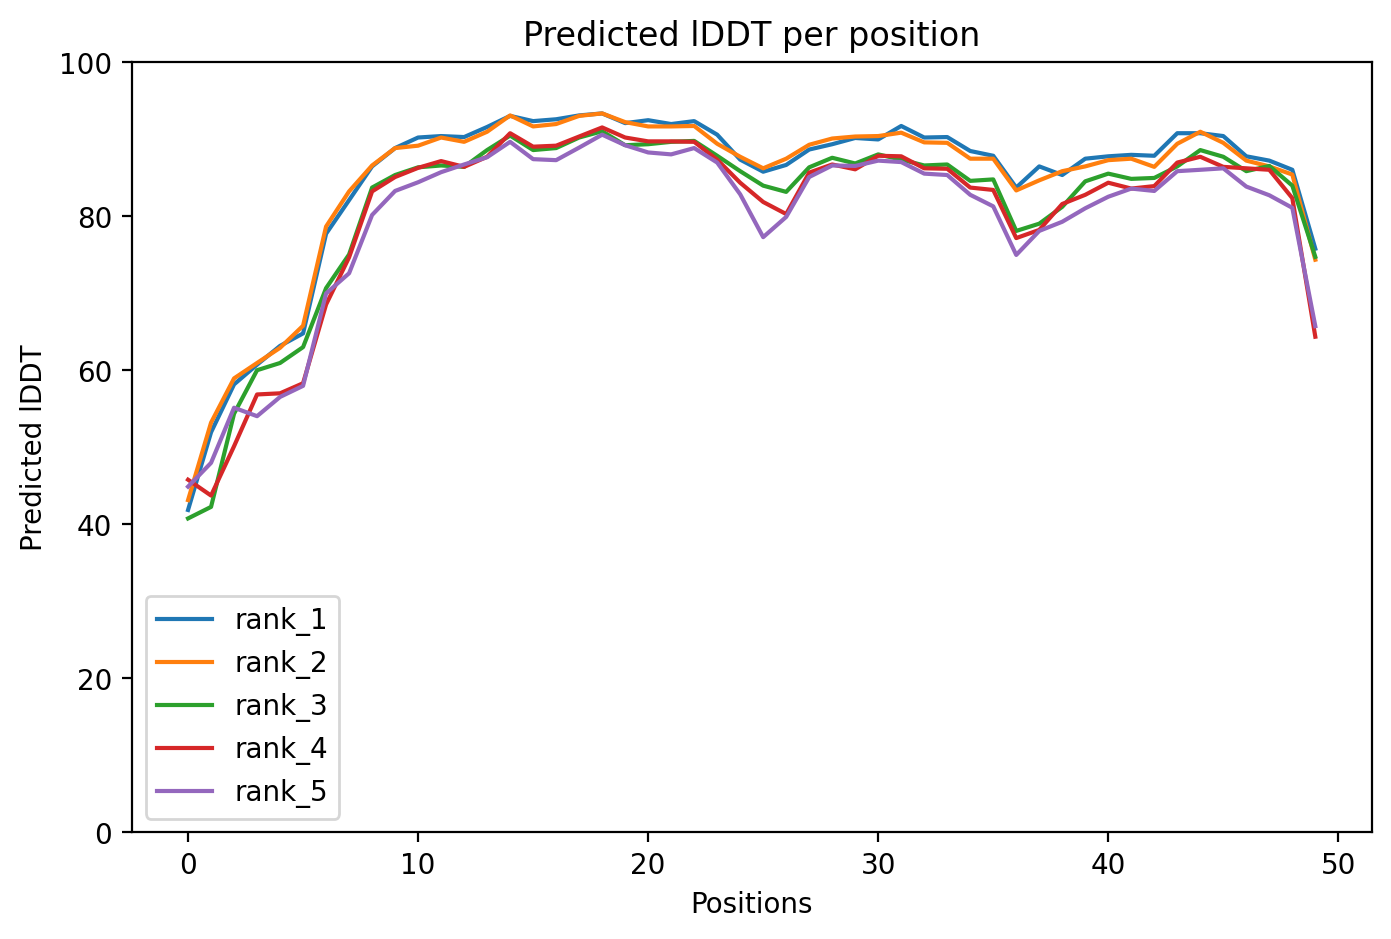 Predicted lDDT per position
100
80
60
40
20
0
Predicted lDDT
rank_1
rank_2
rank_3
rank_4
rank_5
0 10 20 30 40 50
Positions